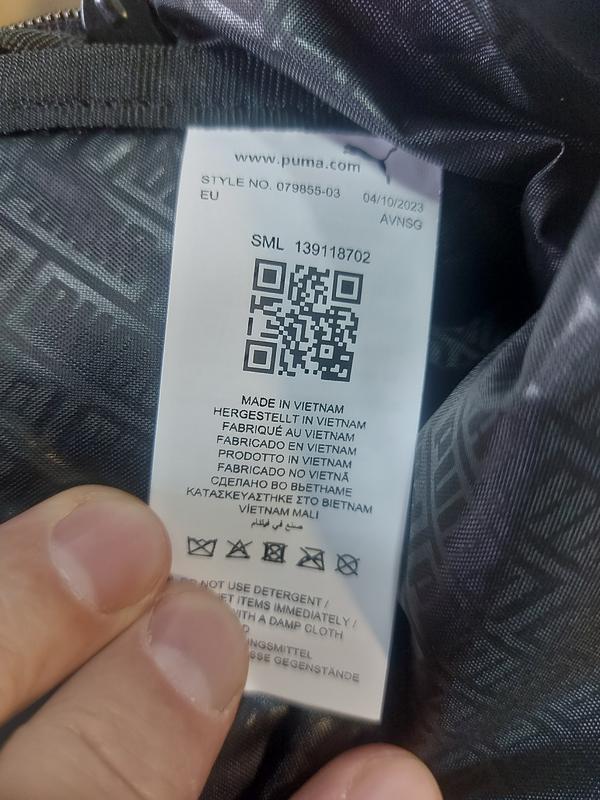 www.puma.com
STYLE NO. 079855-03 04/10/2023
EU AVNSG
SML 139118702
MADE IN VIETNAM
HERGESTELLT IN VIETNAM
FABRIQUÉ AU VIETNAM
FABRICADO EN VIETNAM
PRODOTTO IN VIETNAM
FABRICADO NO VIETNÃ
СДЕЛАНО ВО ВЬЕТНАМЕ
ΚΑΤΑΣΚΕΥΑΣΤΗΚΕ ΣΤΟ ΒΙΕΤΝΑΜ
VİETNAM MALI
صنع في فيتنام
NOT USE DETERGENT /
ITEMS IMMEDIATELY /
WITH A DAMP CLOTH
GEGENSTÄNDE